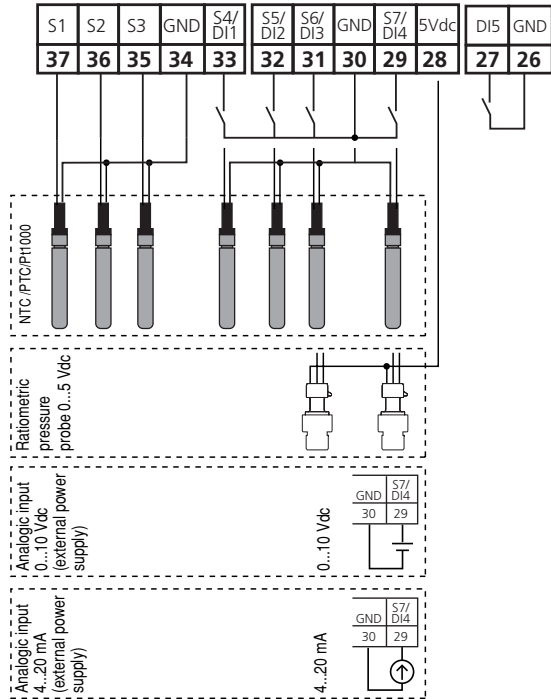 S1 S2 S3 GND S4/ DI1 S5/ DI2 S6/ DI3 GND S7/ DI4 5Vdc DI5 GND
37 36 35 34 33 32 31 30 29 28 27 26
NTC /PTC/Pt1000
Ratiometric
pressure
probe 0...5 Vdc
Analogic input
0...10 Vdc
(external power
supply)
0...10 Vdc
GND S7/ DI4
30 29
Analogic input
4...20 mA
(external power
supply)
4...20 mA
GND S7/ DI4
30 29